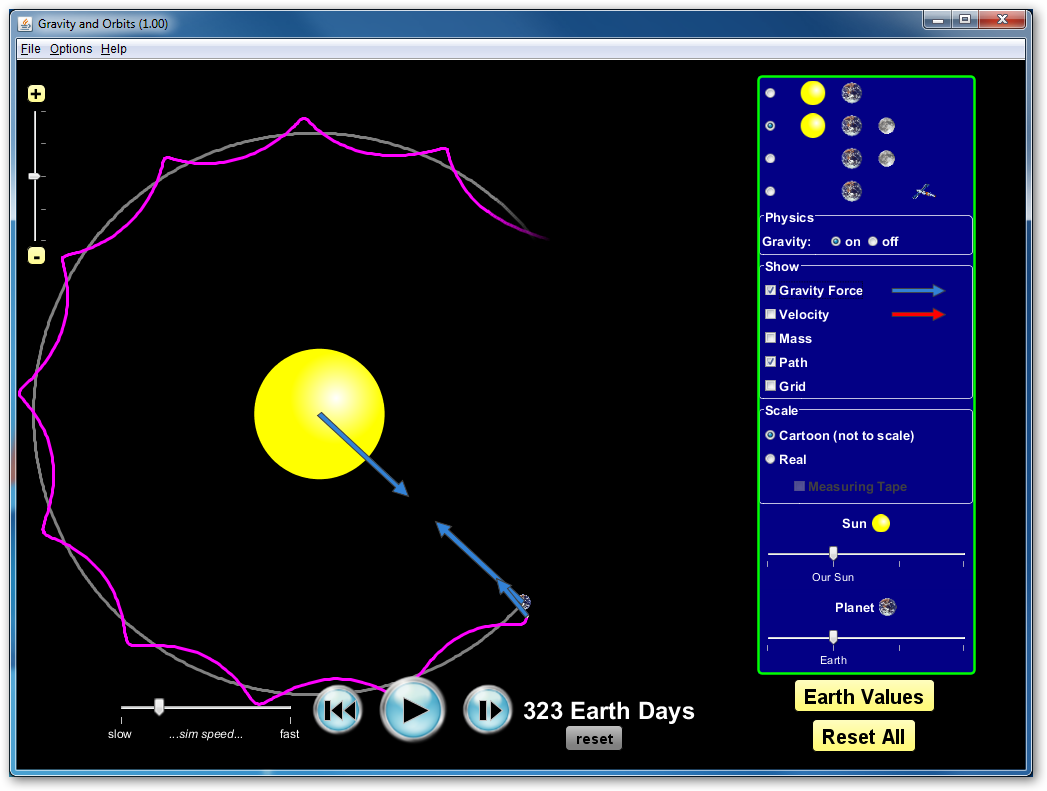 Gravity and Orbits (1.00)
File Options Help
+
-
Physics
Gravity: on off
Show
Gravity Force
Velocity
Mass
Path
Grid
Scale
Cartoon (not to scale)
Real
Measuring Tape
Sun
Our Sun
Planet
Earth
Earth Values
Reset All
slow ...sim speed... fast
323 Earth Days
reset